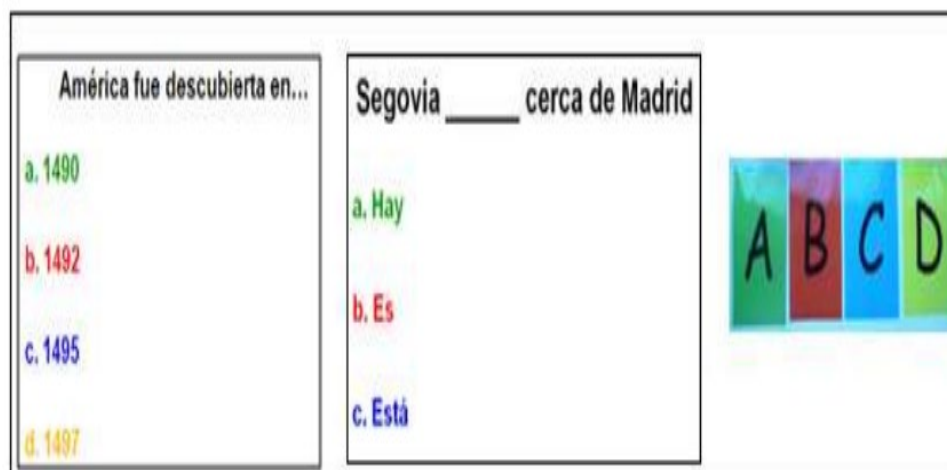 América fue descubierta en...
a. 1490
b. 1492
c. 1495
d. 1497
Segovia _____ cerca de Madrid
a. Hay
b. Es
c. Está
A B C D